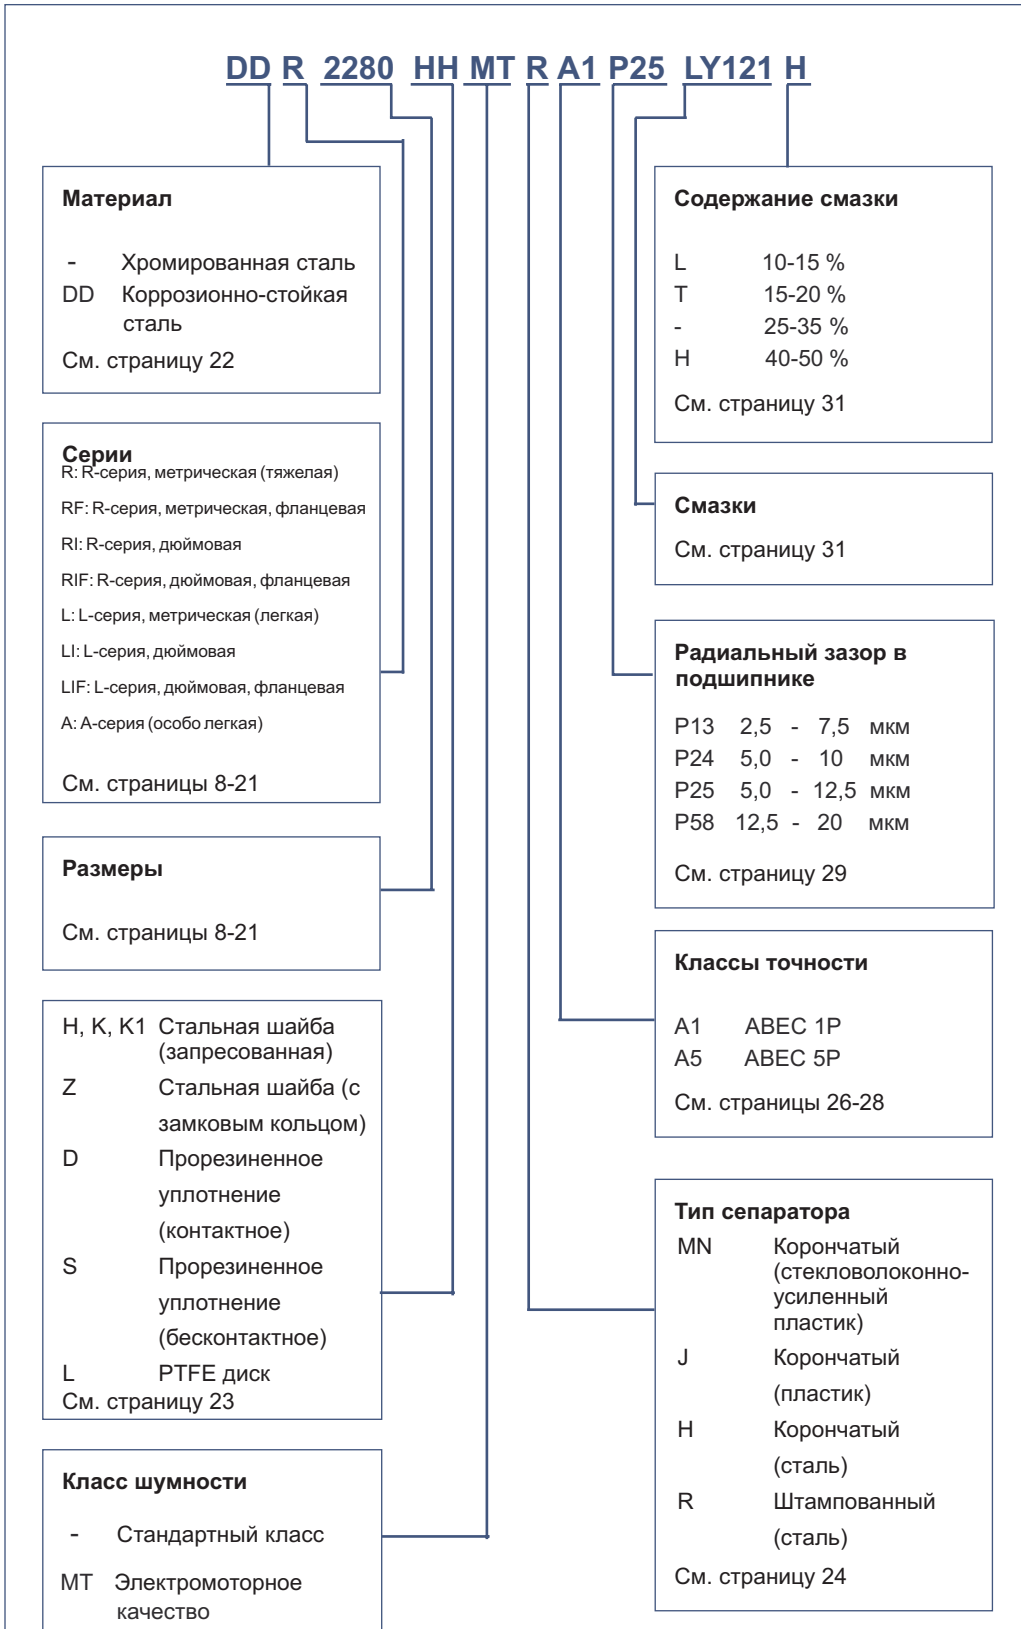 DD R 2280 HH MT R A1 P25 LY121 H
Материал
- Хромированная сталь
DD Коррозионно-стойкая
сталь
См. страницу 22
Серии
R: R-серия, метрическая (тяжелая)
RF: R-серия, метрическая, фланцевая
RI: R-серия, дюймовая
RIF: R-серия, дюймовая, фланцевая
L: L-серия, метрическая (легкая)
LI: L-серия, дюймовая
LIF: L-серия, дюймовая, фланцевая
A: A-серия (особо легкая)
См. страницы 8-21
Размеры
См. страницы 8-21
H, K, K1 Стальная шайба
(запресованная)
Z Стальная шайба (с
замковым кольцом)
D Прорезиненное
уплотнение
(контактное)
S Прорезиненное
уплотнение
(бесконтактное)
L PTFE диск
См. страницу 23
Класс шумности
- Стандартный класс
MT Электромоторное
качество
Содержание смазки
L 10-15 %
T 15-20 %
- 25-35 %
H 40-50 %
См. страницу 31
Смазки
См. страницу 31
Радиальный зазор в
подшипнике
P13 2,5 - 7,5 мкм
P24 5,0 - 10 мкм
P25 5,0 - 12,5 мкм
P58 12,5 - 20 мкм
См. страницу 29
Классы точности
A1 ABEC 1P
A5 ABEC 5P
См. страницы 26-28
Тип сепаратора
MN Корончатый
(стекловолоконно-
усиленный
пластик)
J Корончатый
(пластик)
H Корончатый
(сталь)
R Штампованный
(сталь)
См. страницу 24